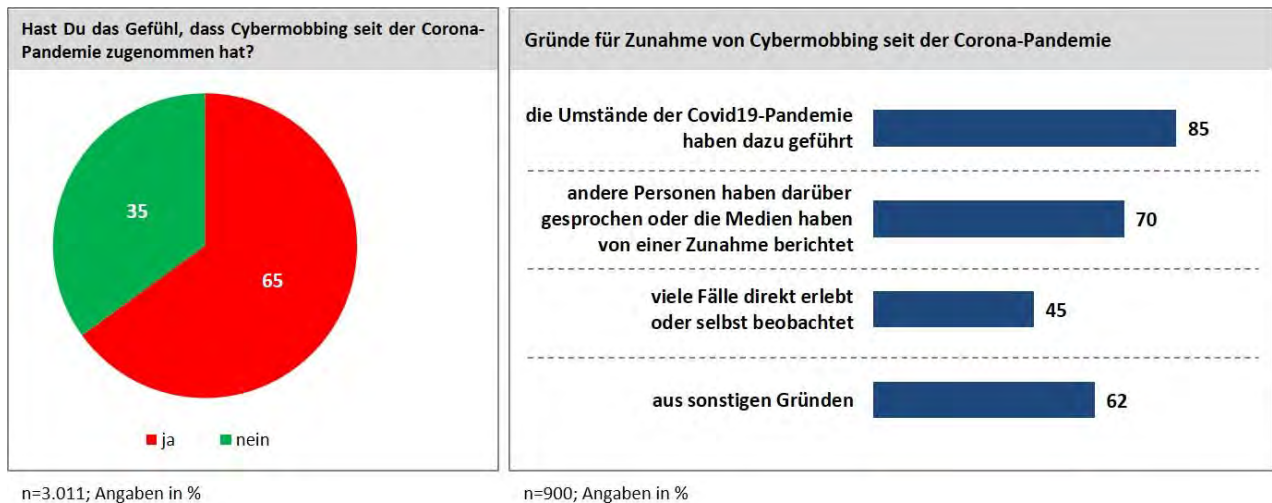 Hast Du das Gefühl, dass Cybermobbing seit der Corona-
Pandemie zugenommen hat?
35
65
ja
nein
n=3.011; Angaben in %
Gründe für Zunahme von Cybermobbing seit der Corona-Pandemie
die Umstände der Covid19-Pandemie
haben dazu geführt
85
andere Personen haben darüber
gesprochen oder die Medien haben
von einer Zunahme berichtet
70
viele Fälle direkt erlebt
oder selbst beobachtet
45
aus sonstigen Gründen
62
n=900; Angaben in %